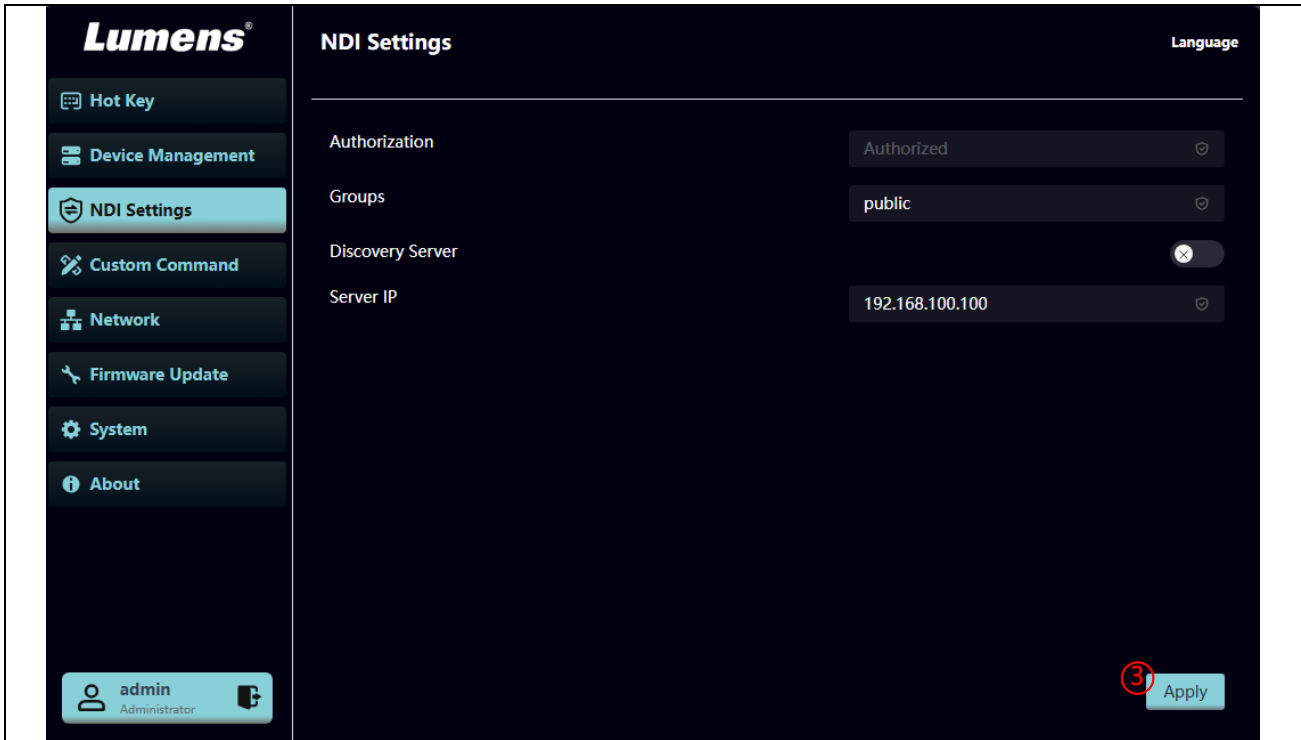 Lumens®
Hot Key
Device Management
NDI Settings
Custom Command
Network
Firmware Update
System
About
admin
Administrator
NDI Settings
Language
Authorization
Authorized
Groups
public
Discovery Server
Server IP
192.168.100.100
③
Apply